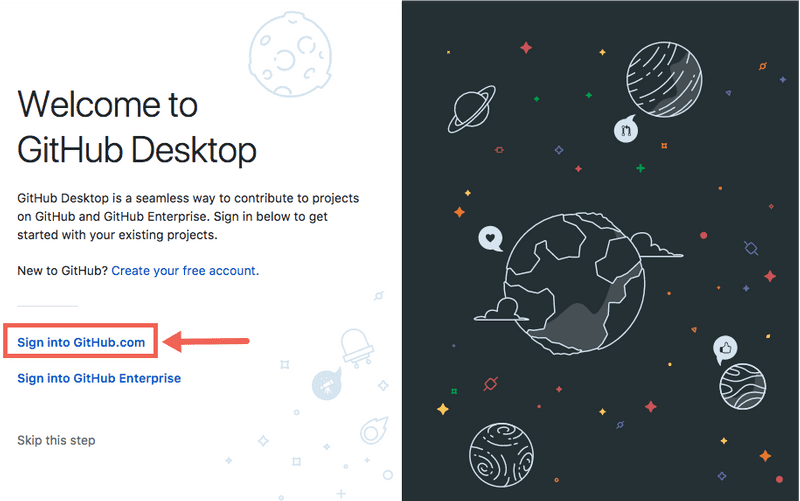 Welcome to
GitHub Desktop
GitHub Desktop is a seamless way to contribute to projects
on GitHub and GitHub Enterprise. Sign in below to get
started with your existing projects.
New to GitHub? Create your free account.
Sign into GitHub.com
Sign into GitHub Enterprise
Skip this step